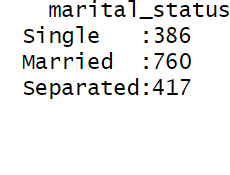 marital_status
Single   :386
Married  :760
Separated:417